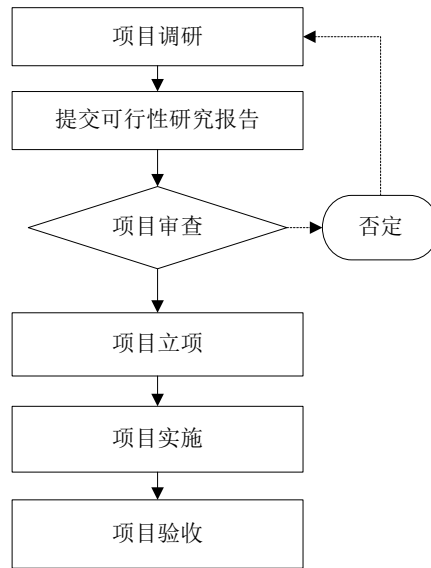 项目调研
提交可行性研究报告
项目审查
否定
项目立项
项目实施
项目验收